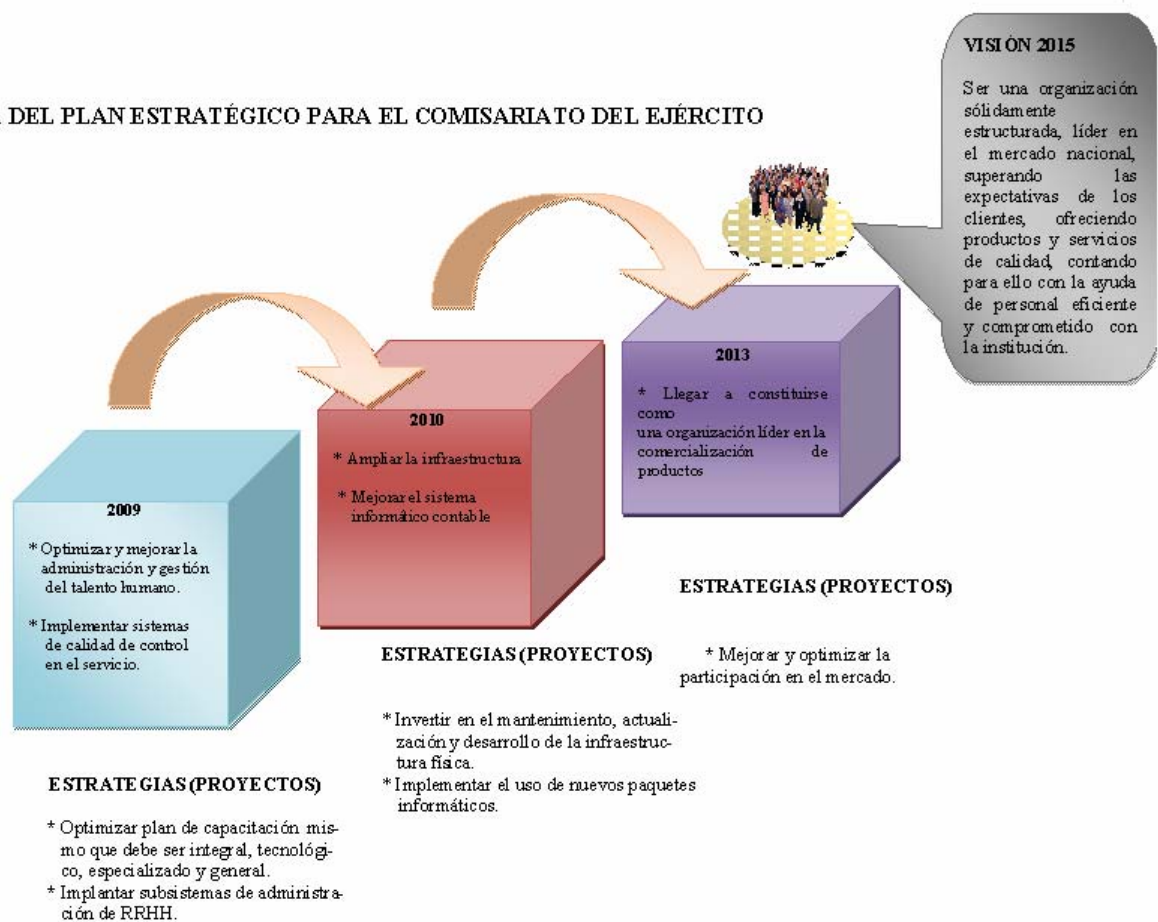 DEL PLAN ESTRATÉGICO PARA EL COMISARIATO DEL EJÉRCITO
VISIÓN 2015
Ser una organización
sólidamente
estructurada, líder en
el mercado nacional,
superando las
expectativas de los
clientes, ofreciendo
productos y servicios
de calidad, contando
para ello con la ayuda
de personal eficiente
y comprometido con
la institución.
2009
* Optimizar y mejorar la
administración y gestión
del talento humano.
* Implementar sistemas
de calidad de control
en el servicio.
ESTRATEGIAS (PROYECTOS)
* Optimizar plan de capacitación mis-
mo que debe ser integral, tecnológi-
co, especializado y general.
* Implantar subsistemas de administra-
ción de RRHH.
2010
* Ampliar la infraestructura
* Mejorar el sistema
informático contable
ESTRATEGIAS (PROYECTOS)
* Invertir en el mantenimiento, actuali-
zación y desarrollo de la infraestruc-
tura física.
* Implementar el uso de nuevos paquetes
informáticos.
2013
* Llegar a constituirse
como
una organización líder en la
comercialización de
productos
ESTRATEGIAS (PROYECTOS)
* Mejorar y optimizar la
participación en el mercado.